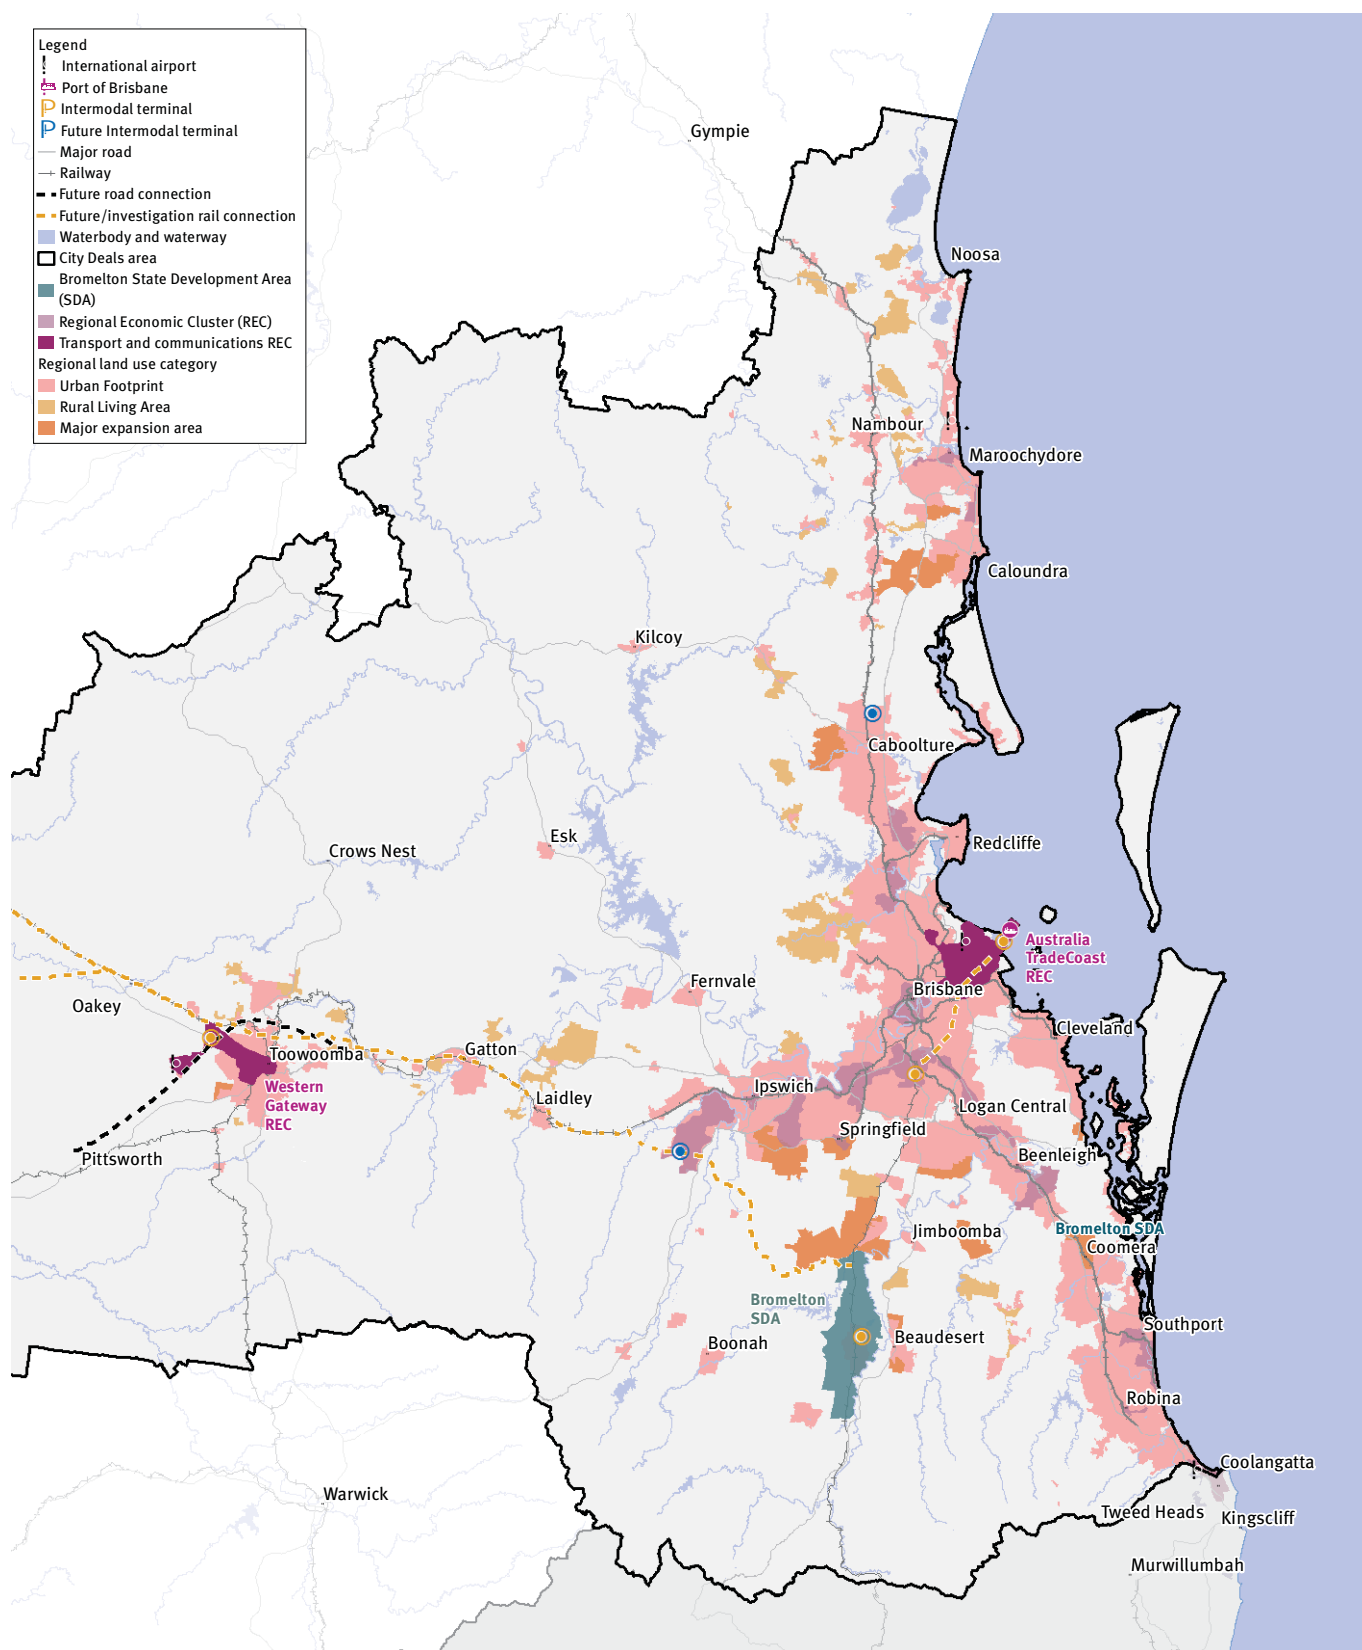 Legend
International airport
Port of Brisbane
Intermodal terminal
Future Intermodal terminal
Major road
Railway
Future road connection
Future/investigation rail connection
Waterbody and waterway
City Deals area
Bromelton State Development Area
(SDA)
Regional Economic Cluster (REC)
Transport and communications REC
Regional land use category
Urban Footprint
Rural Living Area
Major expansion area
Gympie
Noosa
Nambour
Maroochydore
Caloundra
Kilcoy
Caboolture
Esk
Crows Nest
Redcliffe
Australia
TradeCoast
REC
Fernvale
Brisbane
Oakey
Cleveland
Toowoomba
Gatton
Western
Gateway
REC
Ipswich
Laidley
Logan Central
Springfield
Pittsworth
Beenleigh
Jimboomba
Bromelton SDA
Coomera
Bromelton
SDA
Southport
Boonah
Beaudesert
Robina
Coolangatta
Warwick
Tweed Heads
Kingscliff
Murwillumbah